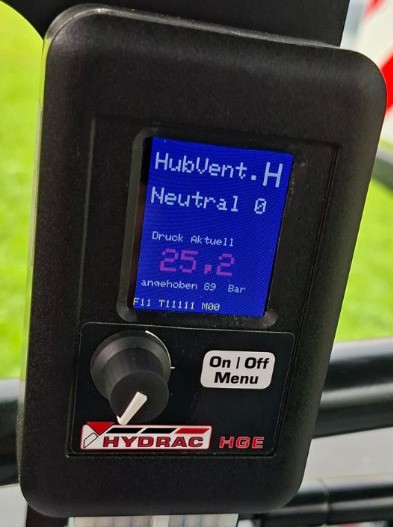 HubVent.H
Neutral 0
Druck Aktuell
25.2
angehoben 89 Bar
F11 T11111 M00
On | Off
Menu
HYDRAC HGE